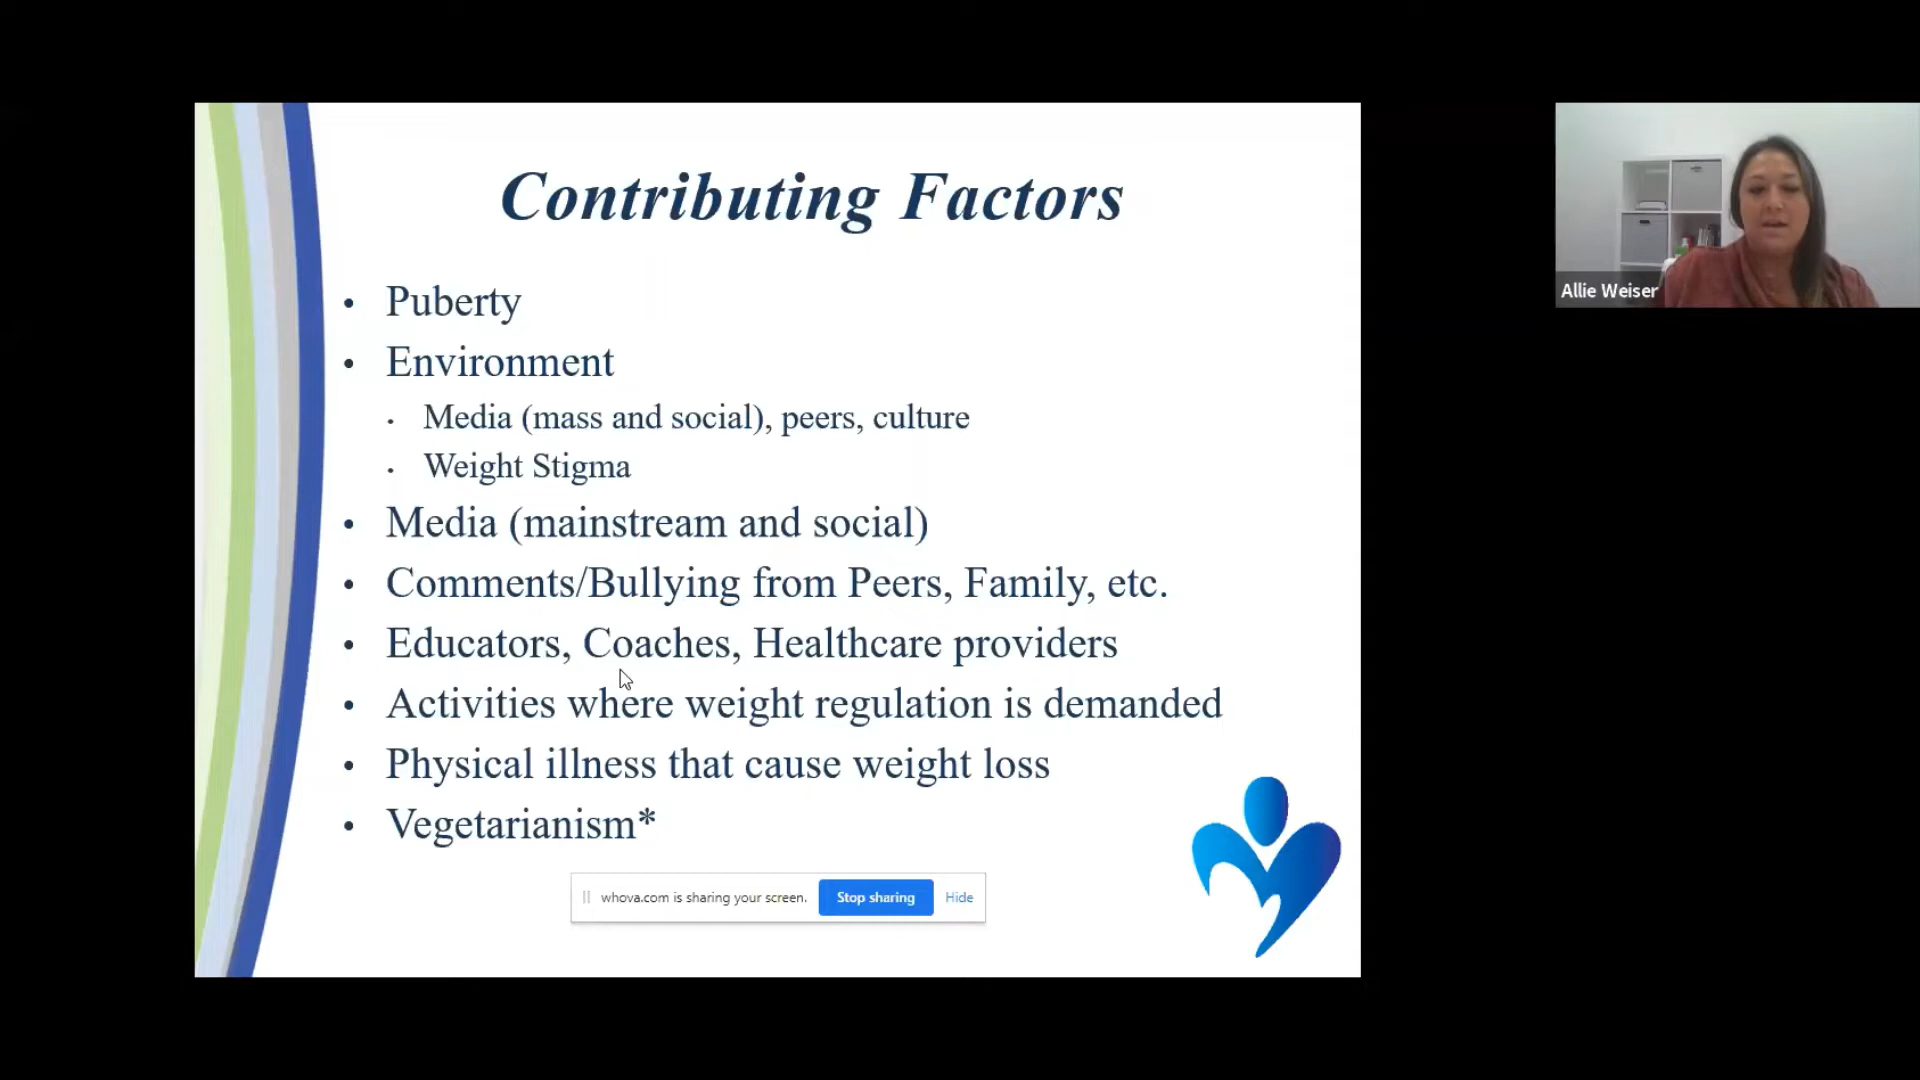 Contributing Factors
• Puberty
• Environment
• Media (mass and social), peers, culture
• Weight Stigma
• Media (mainstream and social)
• Comments/Bullying from Peers, Family, etc.
• Educators, Coaches, Healthcare providers
• Activities where weight regulation is demanded
• Physical illness that cause weight loss
• Vegetarianism*
whova.com is sharing your screen. Stop sharing Hide
Allie Weiser